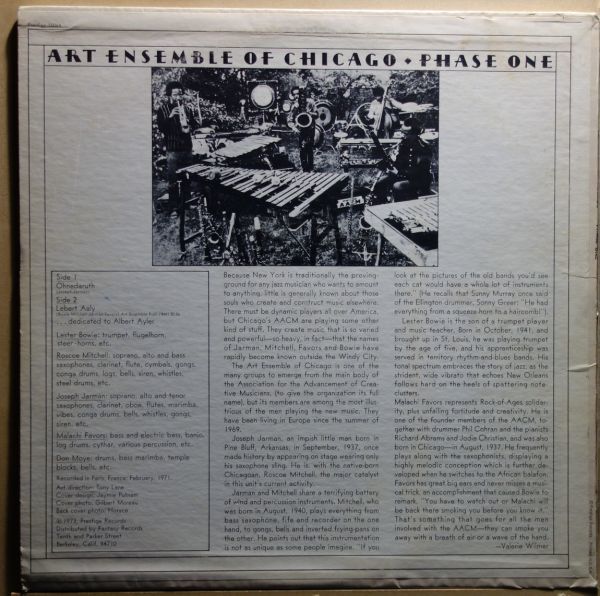 ART ENSEMBLE OF CHICAGO • PHASE ONE
Side 1
Ohnedaruth
Side 2
Lebert Aaly
. . . dedicated to Albert Ayler
Lester Bowie: trumpet, flugelhorn,
steer-horns, etc.
Roscoe Mitchell: soprano, alto and bass
saxophones, clarinet, flute, cymbals, gongs,
conga drums, logs, bells, siren, whistles,
steel drums, etc.
Joseph Jarman: soprano, alto and tenor
saxophones, clarinet, oboe, flutes, marimba,
vibes, conga drums, bells, whistles, gongs,
siren, etc.
Malachi Favors: bass and electric bass, banjo,
log drums, cythar, various percussion, etc.
Don Moye: drums, bass marimba, temple
blocks, bells, etc.
Recorded in Paris, France; February, 1971.
Art direction: Tony Lane
Cover design: Jayme Putnam
Cover photo: Gilbert Moreau
Back cover photo: Horace
© 1973, Prestige Records
Distributed by Fantasy Records
Tenth and Parker Street
Berkeley, Calif. 94710
Because New York is traditionally the proving-
ground for any jazz musician who wants to amount
to anything, little is generally known about those
souls who create and construct music elsewhere.
There must be dynamic players all over America,
but Chicago's AACM are playing some other
kind of stuff. They create music that is so varied
and powerful—so heavy, in fact—that the names
of Jarman, Mitchell, Favors and Bowie have
rapidly become known outside the Windy City.
The Art Ensemble of Chicago is one of the
many groups to emerge from the main body of
the Association for the Advancement of Crea-
tive Musicians, (to give the organization its full
name), but its members are among the most illus-
trious of the men playing the new music. They
have been living in Europe since the summer of
1969.
Joseph Jarman, an impish little man born in
Pine Bluff, Arkansas, in September, 1937, once
made history by appearing on stage wearing only
his saxophone sling. He is, with the native-born
Chicagoan, Roscoe Mitchell, the major catalyst
in this unit's current activity.
Jarman and Mitchell share a terrifying battery
of wind and percussion instruments. Mitchell, who
was born in August, 1940, plays everything from
bass saxophone, fife and recorder on the one
hand, to gongs, bells and inverted frying-pans on
the other. He points out that this instrumentation
is not as unique as some people imagine. "If you
look at the pictures of the old bands you'd see
each cat would have a whole lot of instruments
there." (He recalls that Sunny Murray once said
of the Ellington drummer, Sonny Greer: "He had
everything from a squeeze-horn to a haircomb!")
Lester Bowie is the son of a trumpet player
and music teacher. Born in October, 1941, and
brought up in St. Louis, he was playing trumpet
by the age of five, and his apprenticeship was
served in territory rhythm-and-blues bands. His
tonal spectrum embraces the story of jazz, as the
strident, wide vibrato that echoes New Orleans
follows hard on the heels of spattering note-
clusters.
Malachi Favors represents Rock-of-Ages solidar-
ity, plus unfailing fortitude and creativity. He is
one of the founder members of the AACM, to-
gether with drummer Phil Cohran and the pianists
Richard Abrams and Jodie Christian, and was also
born in Chicago—in August, 1937. He frequently
plays along with the saxophonists, displaying a
highly melodic conception which is further de-
veloped when he switches to the African balafon.
Favors has great big ears and never misses a musi-
cal trick, an accomplishment that caused Bowie to
remark: "You have to watch out or Malachi will
be back there smoking you before you know it."
That's something that goes for all the men
involved with the AACM—they can smoke you
away with a breath of air or a wave of the hand.
—Valerie Wilmer